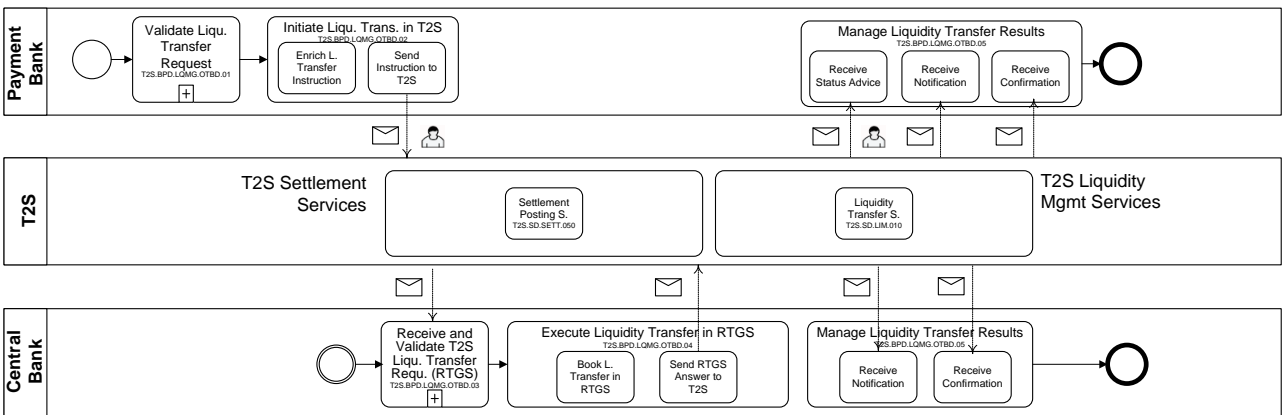 Payment
Bank
Validate Liqu.
Transfer
Request
T2S.BPD.LQMG.OTBD.01
+
Initiate Liqu. Trans. in T2S
T2S.BPD.LQMG.OTBD.02
Enrich L.
Transfer
Instruction
Send
Instruction to
T2S
Manage Liquidity Transfer Results
T2S.BPD.LQMG.OTBD.05
Receive
Status Advice
Receive
Notification
Receive
Confirmation
T2S
T2S Settlement
Services
Settlement
Posting S.
T2S.SD.SETT.050
Liquidity
Transfer S.
T2S.SD.LIM.010
T2S Liquidity
Mgmt Services
Central
Bank
Receive and
Validate T2S
Liqu. Transfer
Requ. (RTGS)
T2S.BPD.LQMG.OTBD.03
+
Execute Liquidity Transfer in RTGS
T2S.BPD.LQMG.OTBD.04
Book L.
Transfer in
RTGS
Send RTGS
Answer to
T2S
Manage Liquidity Transfer Results
T2S.BPD.LQMG.OTBD.05
Receive
Notification
Receive
Confirmation